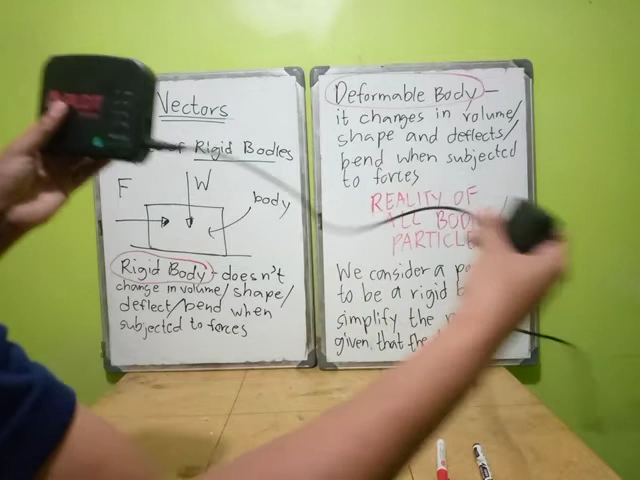 Vectors
of Rigid Bodies
F
W
body
Rigid Body - doesn't
change in volume/shape/
deflect/bend when
subjected to forces
Deformable Body -
it changes in volume/
shape and deflects/
bend when subjected
to forces
REALITY OF
We consider a
to be a rigid
simplify the
given that the